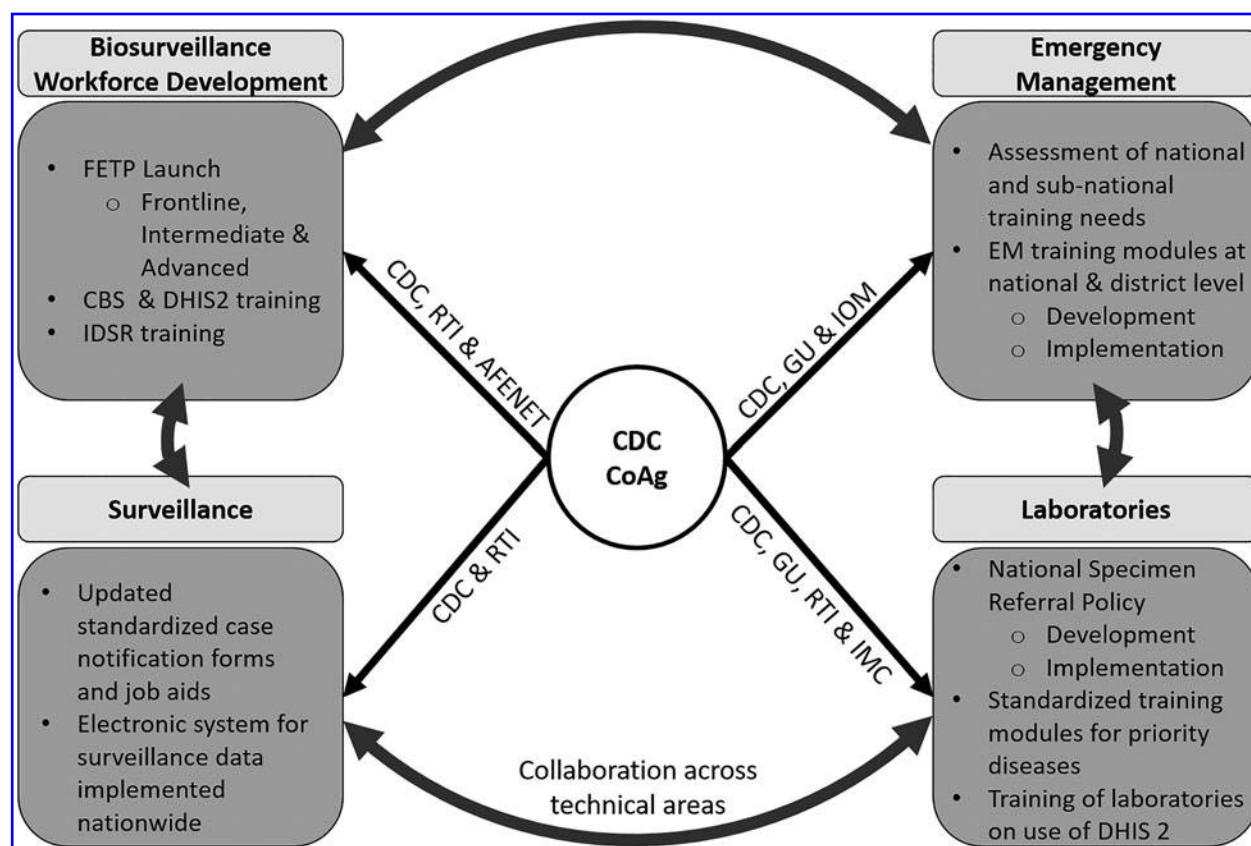 Biosurveillance
Workforce Development
• FETP Launch
o Frontline,
Intermediate &
Advanced
• CBS & DHIS2 training
• IDSR training
Emergency
Management
• Assessment of national
and sub-national
training needs
• EM training modules at
national & district level
o Development
o Implementation
CDC, RTI & AFENET
CDC, GU & IOM
CDC
CoAg
CDC & RTI
CDC, GU, RTI & IMC
Surveillance
• Updated
standardized case
notification forms
and job aids
• Electronic system for
surveillance data
implemented
nationwide
Collaboration across
technical areas
Laboratories
• National Specimen
Referral Policy
o Development
o Implementation
• Standardized training
modules for priority
diseases
• Training of laboratories
on use of DHIS 2